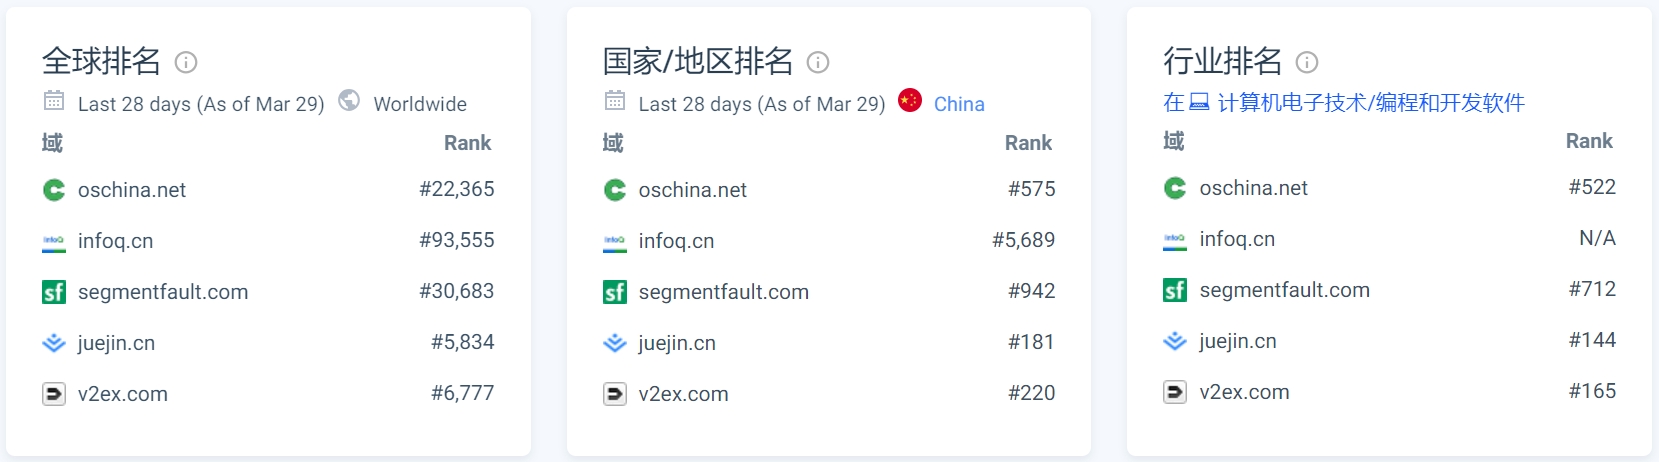 全球排名
Last 28 days (As of Mar 29) Worldwide
域 Rank
oschina.net #22,365
infoq.cn #93,555
segmentfault.com #30,683
juejin.cn #5,834
v2ex.com #6,777
国家/地区排名
Last 28 days (As of Mar 29) China
域 Rank
oschina.net #575
infoq.cn #5,689
segmentfault.com #942
juejin.cn #181
v2ex.com #220
行业排名
在 计算机电子技术/编程和开发软件
域 Rank
oschina.net #522
infoq.cn N/A
segmentfault.com #712
juejin.cn #144
v2ex.com #165